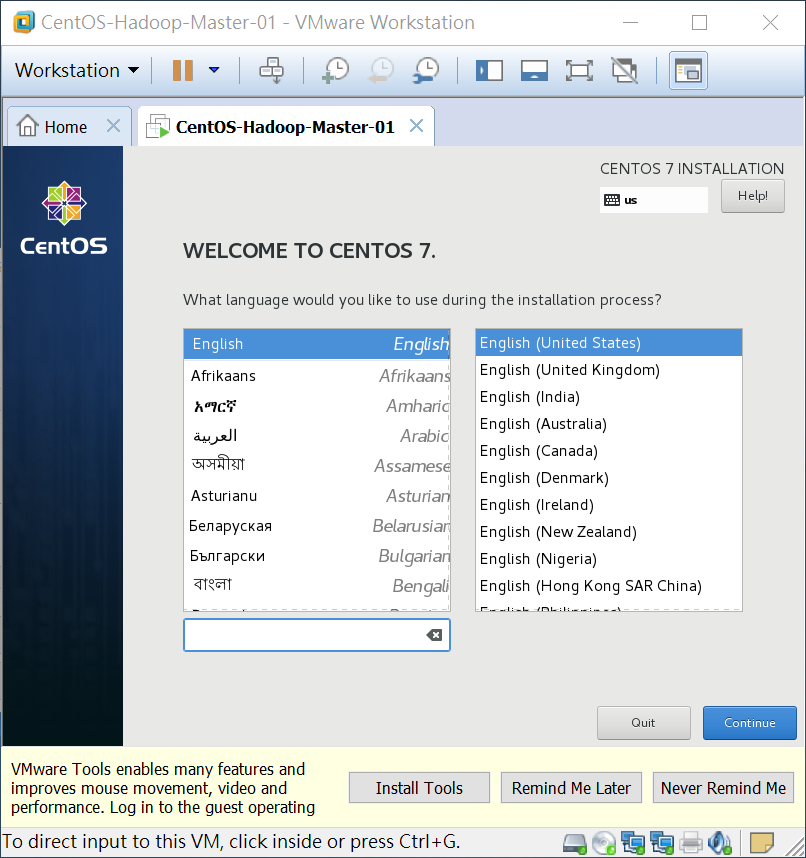 CentOS-Hadoop-Master-01 - VMware Workstation
Workstation
Home
CentOS-Hadoop-Master-01
CentOS
CENTOS 7 INSTALLATION
us
Help!
WELCOME TO CENTOS 7.
What language would you like to use during the installation process?
English English
Afrikaans Afrikaans
አማርኛ Amharic
العربية Arabic
অসমীয়া Assamese
Asturianu Asturian
Беларуская Belarusian
Български Bulgarian
বাংলা Bengali
English (United States)
English (United Kingdom)
English (India)
English (Australia)
English (Canada)
English (Denmark)
English (Ireland)
English (New Zealand)
English (Nigeria)
English (Hong Kong SAR China)
English (Philippines)
Quit
Continue
VMware Tools enables many features and
improves mouse movement, video and
performance. Log in to the guest operating
Install Tools
Remind Me Later
Never Remind Me
To direct input to this VM, click inside or press Ctrl+G.